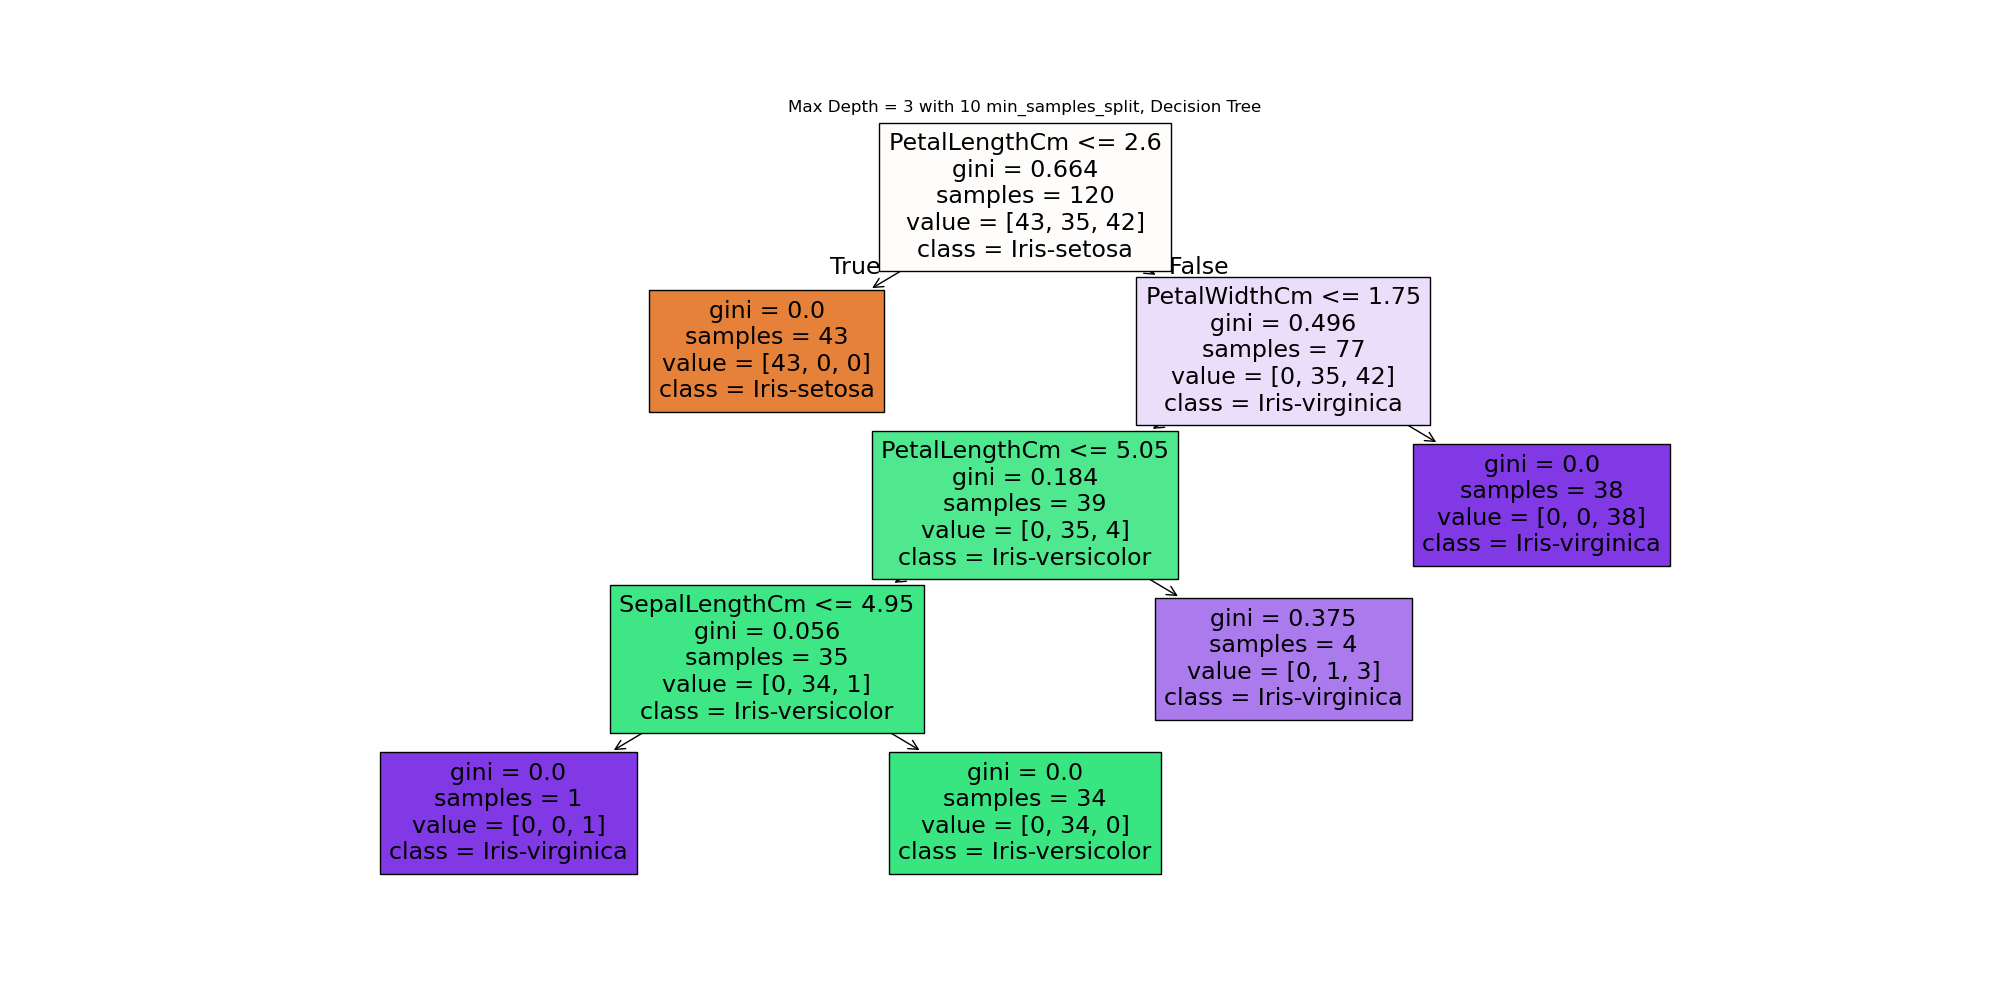 Max Depth = 3 with 10 min_samples_split, Decision Tree
PetalLengthCm <= 2.6
gini = 0.664
samples = 120
value = [43, 35, 42]
class = Iris-setosa
True
False
gini = 0.0
samples = 43
value = [43, 0, 0]
class = Iris-setosa
PetalWidthCm <= 1.75
gini = 0.496
samples = 77
value = [0, 35, 42]
class = Iris-virginica
PetalLengthCm <= 5.05
gini = 0.184
samples = 39
value = [0, 35, 4]
class = Iris-versicolor
gini = 0.0
samples = 38
value = [0, 0, 38]
class = Iris-virginica
SepalLengthCm <= 4.95
gini = 0.056
samples = 35
value = [0, 34, 1]
class = Iris-versicolor
gini = 0.375
samples = 4
value = [0, 1, 3]
class = Iris-virginica
gini = 0.0
samples = 1
value = [0, 0, 1]
class = Iris-virginica
gini = 0.0
samples = 34
value = [0, 34, 0]
class = Iris-versicolor